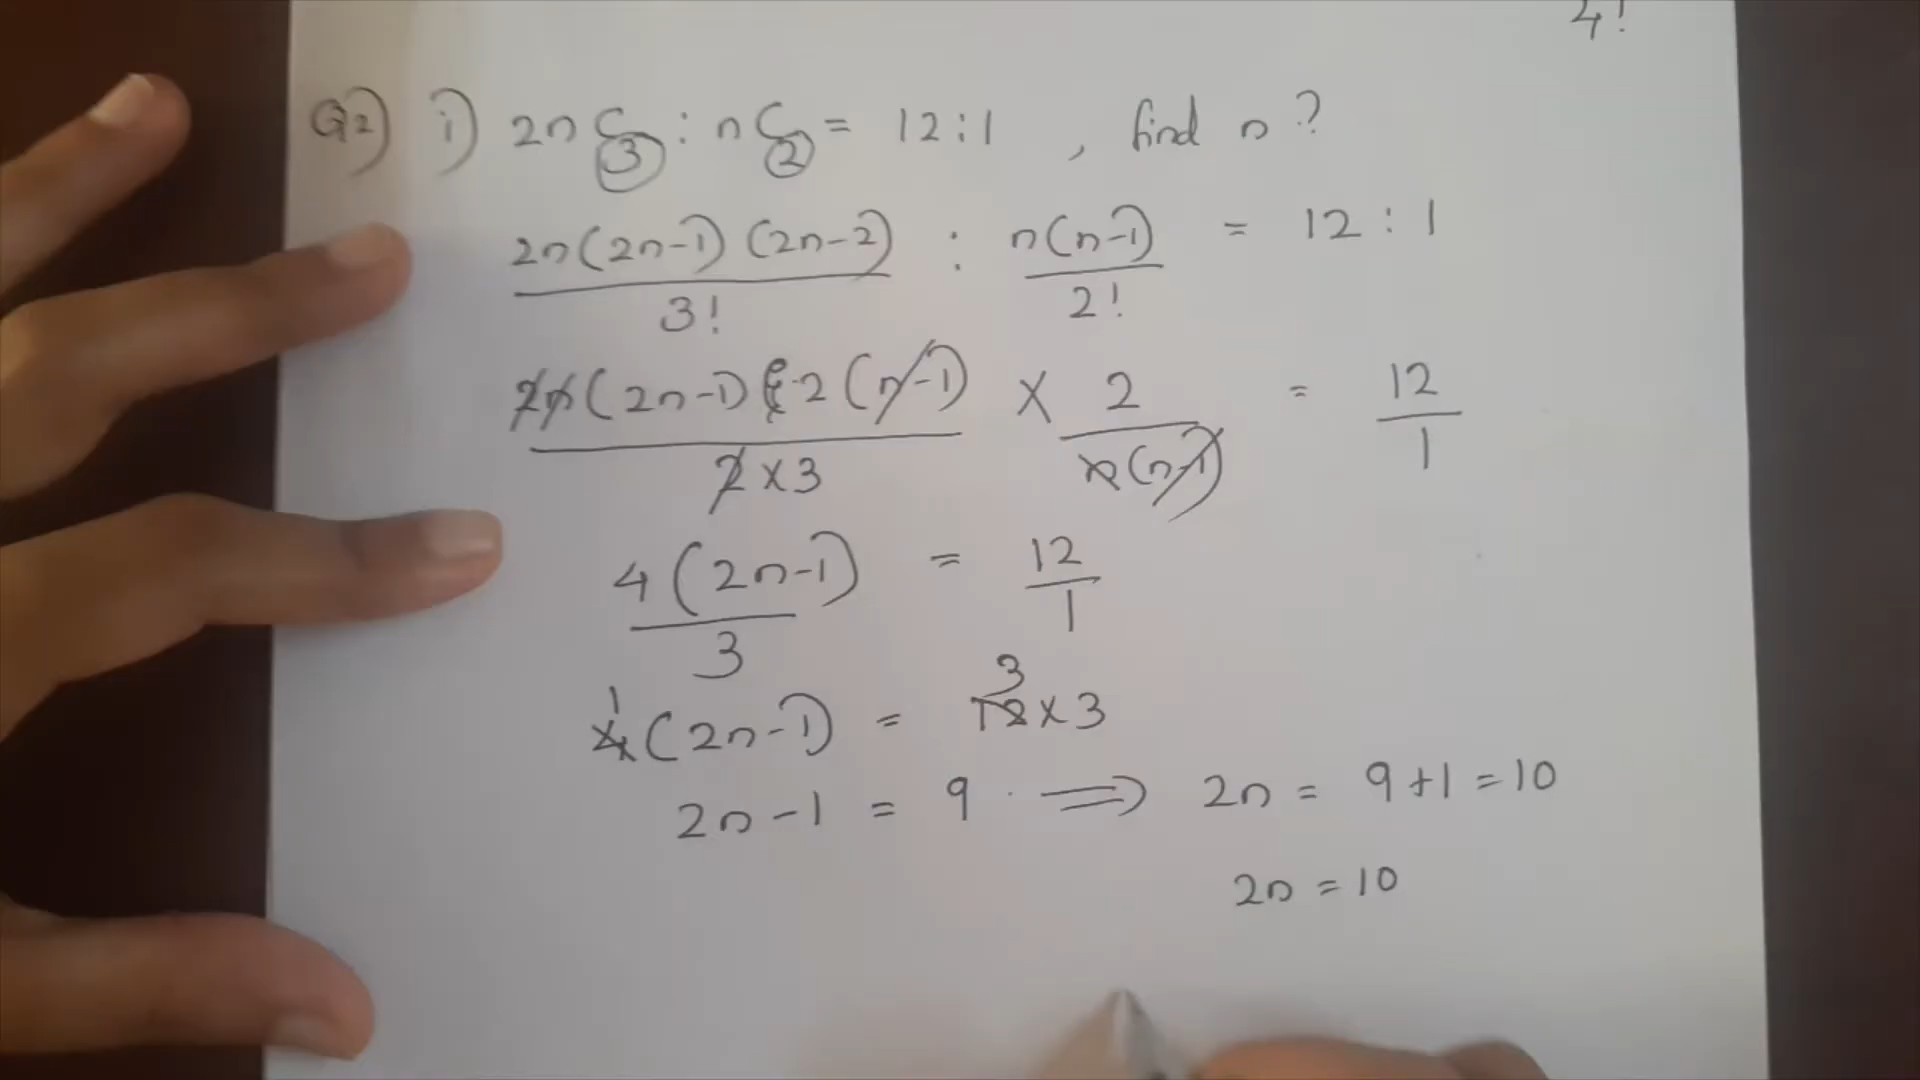 4!
Q2) i) 2nC3 : nC2 = 12:1 , find n?
2n(2n-1)(2n-2) / 3! : n(n-1) / 2! = 12 : 1
2n(2n-1) 2(n-1) / 2×3 × 2 / n(n-1) = 12 / 1
4(2n-1) / 3 = 12 / 1
1 3
4(2n-1) = 12×3
2n-1 = 9 ⟹ 2n = 9+1 = 10
2n = 10